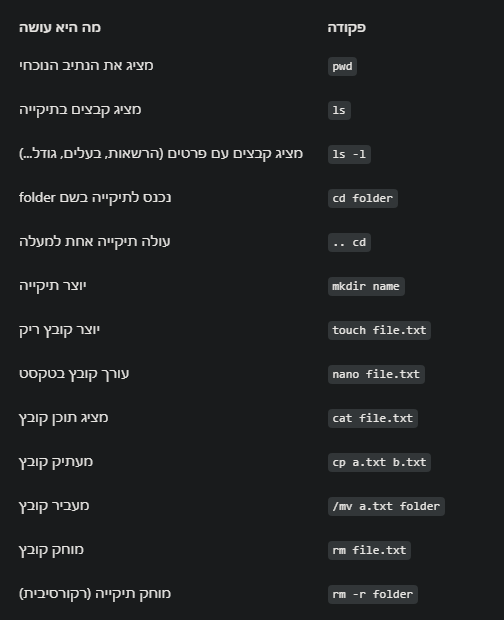 פקודה מה היא עושה
pwd מציג את הנתיב הנוכחי
ls מציג קבצים בתיקייה
ls -l מציג קבצים עם פרטים (הרשאות, בעלים, גודל...)
cd folder נכנס לתיקייה בשם folder
.. cd עולה תיקייה אחת למעלה
mkdir name יוצר תיקייה
touch file.txt יוצר קובץ ריק
nano file.txt עורך קובץ בטקסט
cat file.txt מציג תוכן קובץ
cp a.txt b.txt מעתיק קובץ
/mv a.txt folder מעביר קובץ
rm file.txt מוחק קובץ
rm -r folder מוחק תיקייה (רקורסיבית)